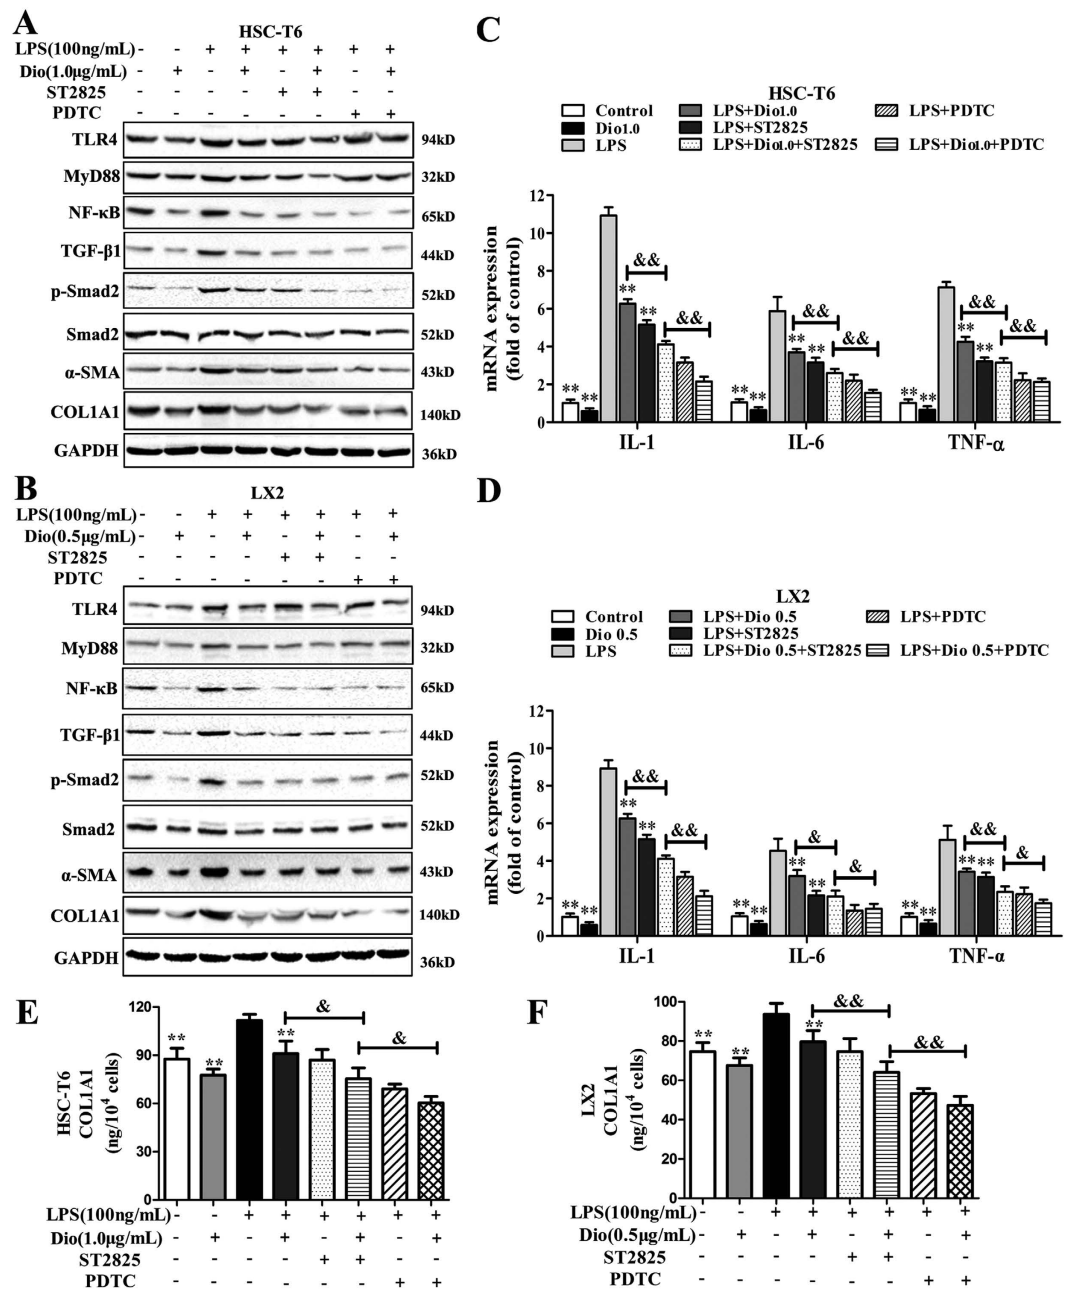 A
HSC-T6
LPS(100ng/mL) - - + + + + + +
Dio(1.0μg/mL) - + - + - + - +
ST2825 - - - - + + - -
PDTC - - - - - - + +
TLR4 94kD
MyD88 32kD
NF-κB 65kD
TGF-β1 44kD
p-Smad2 52kD
Smad2 52kD
α-SMA 43kD
COL1A1 140kD
GAPDH 36kD
B
LX2
LPS(100ng/mL) - - + + + + + +
Dio(0.5μg/mL) - + - + - + - +
ST2825 - - - - + + - -
PDTC - - - - - - + +
TLR4 94kD
MyD88 32kD
NF-κB 65kD
TGF-β1 44kD
p-Smad2 52kD
Smad2 52kD
α-SMA 43kD
COL1A1 140kD
GAPDH 36kD
C
HSC-T6
Control LPS+Dio1.0 LPS+PDTC
Dio1.0 LPS+ST2825
LPS LPS+Dio1.0+ST2825 LPS+Dio1.0+PDTC
mRNA expression
(fold of control)
12
10
8
6
4
2
0
** ** ** ** && &&
** ** ** ** && &&
** ** ** ** && &&
IL-1 IL-6 TNF-α
D
LX2
Control LPS+Dio 0.5 LPS+PDTC
Dio 0.5 LPS+ST2825
LPS LPS+Dio 0.5+ST2825 LPS+Dio 0.5+PDTC
mRNA expression
(fold of control)
12
10
8
6
4
2
0
** ** ** ** && &&
** ** ** ** & &
** ** ** ** && &
IL-1 IL-6 TNF-α
E
HSC-T6
COL1A1
(ng/10⁴ cells)
120
90
60
30
0
** ** ** & &
LPS(100ng/mL) - - + + + + + +
Dio(1.0μg/mL) - + - + - + - +
ST2825 - - - - + + - -
PDTC - - - - - - + +
F
LX2
COL1A1
(ng/10⁴ cells)
100
80
60
40
20
0
** ** ** && &&
LPS(100ng/mL) - - + + + + + +
Dio(0.5μg/mL) - + - + - + - +
ST2825 - - - - + + - -
PDTC - - - - - - + +